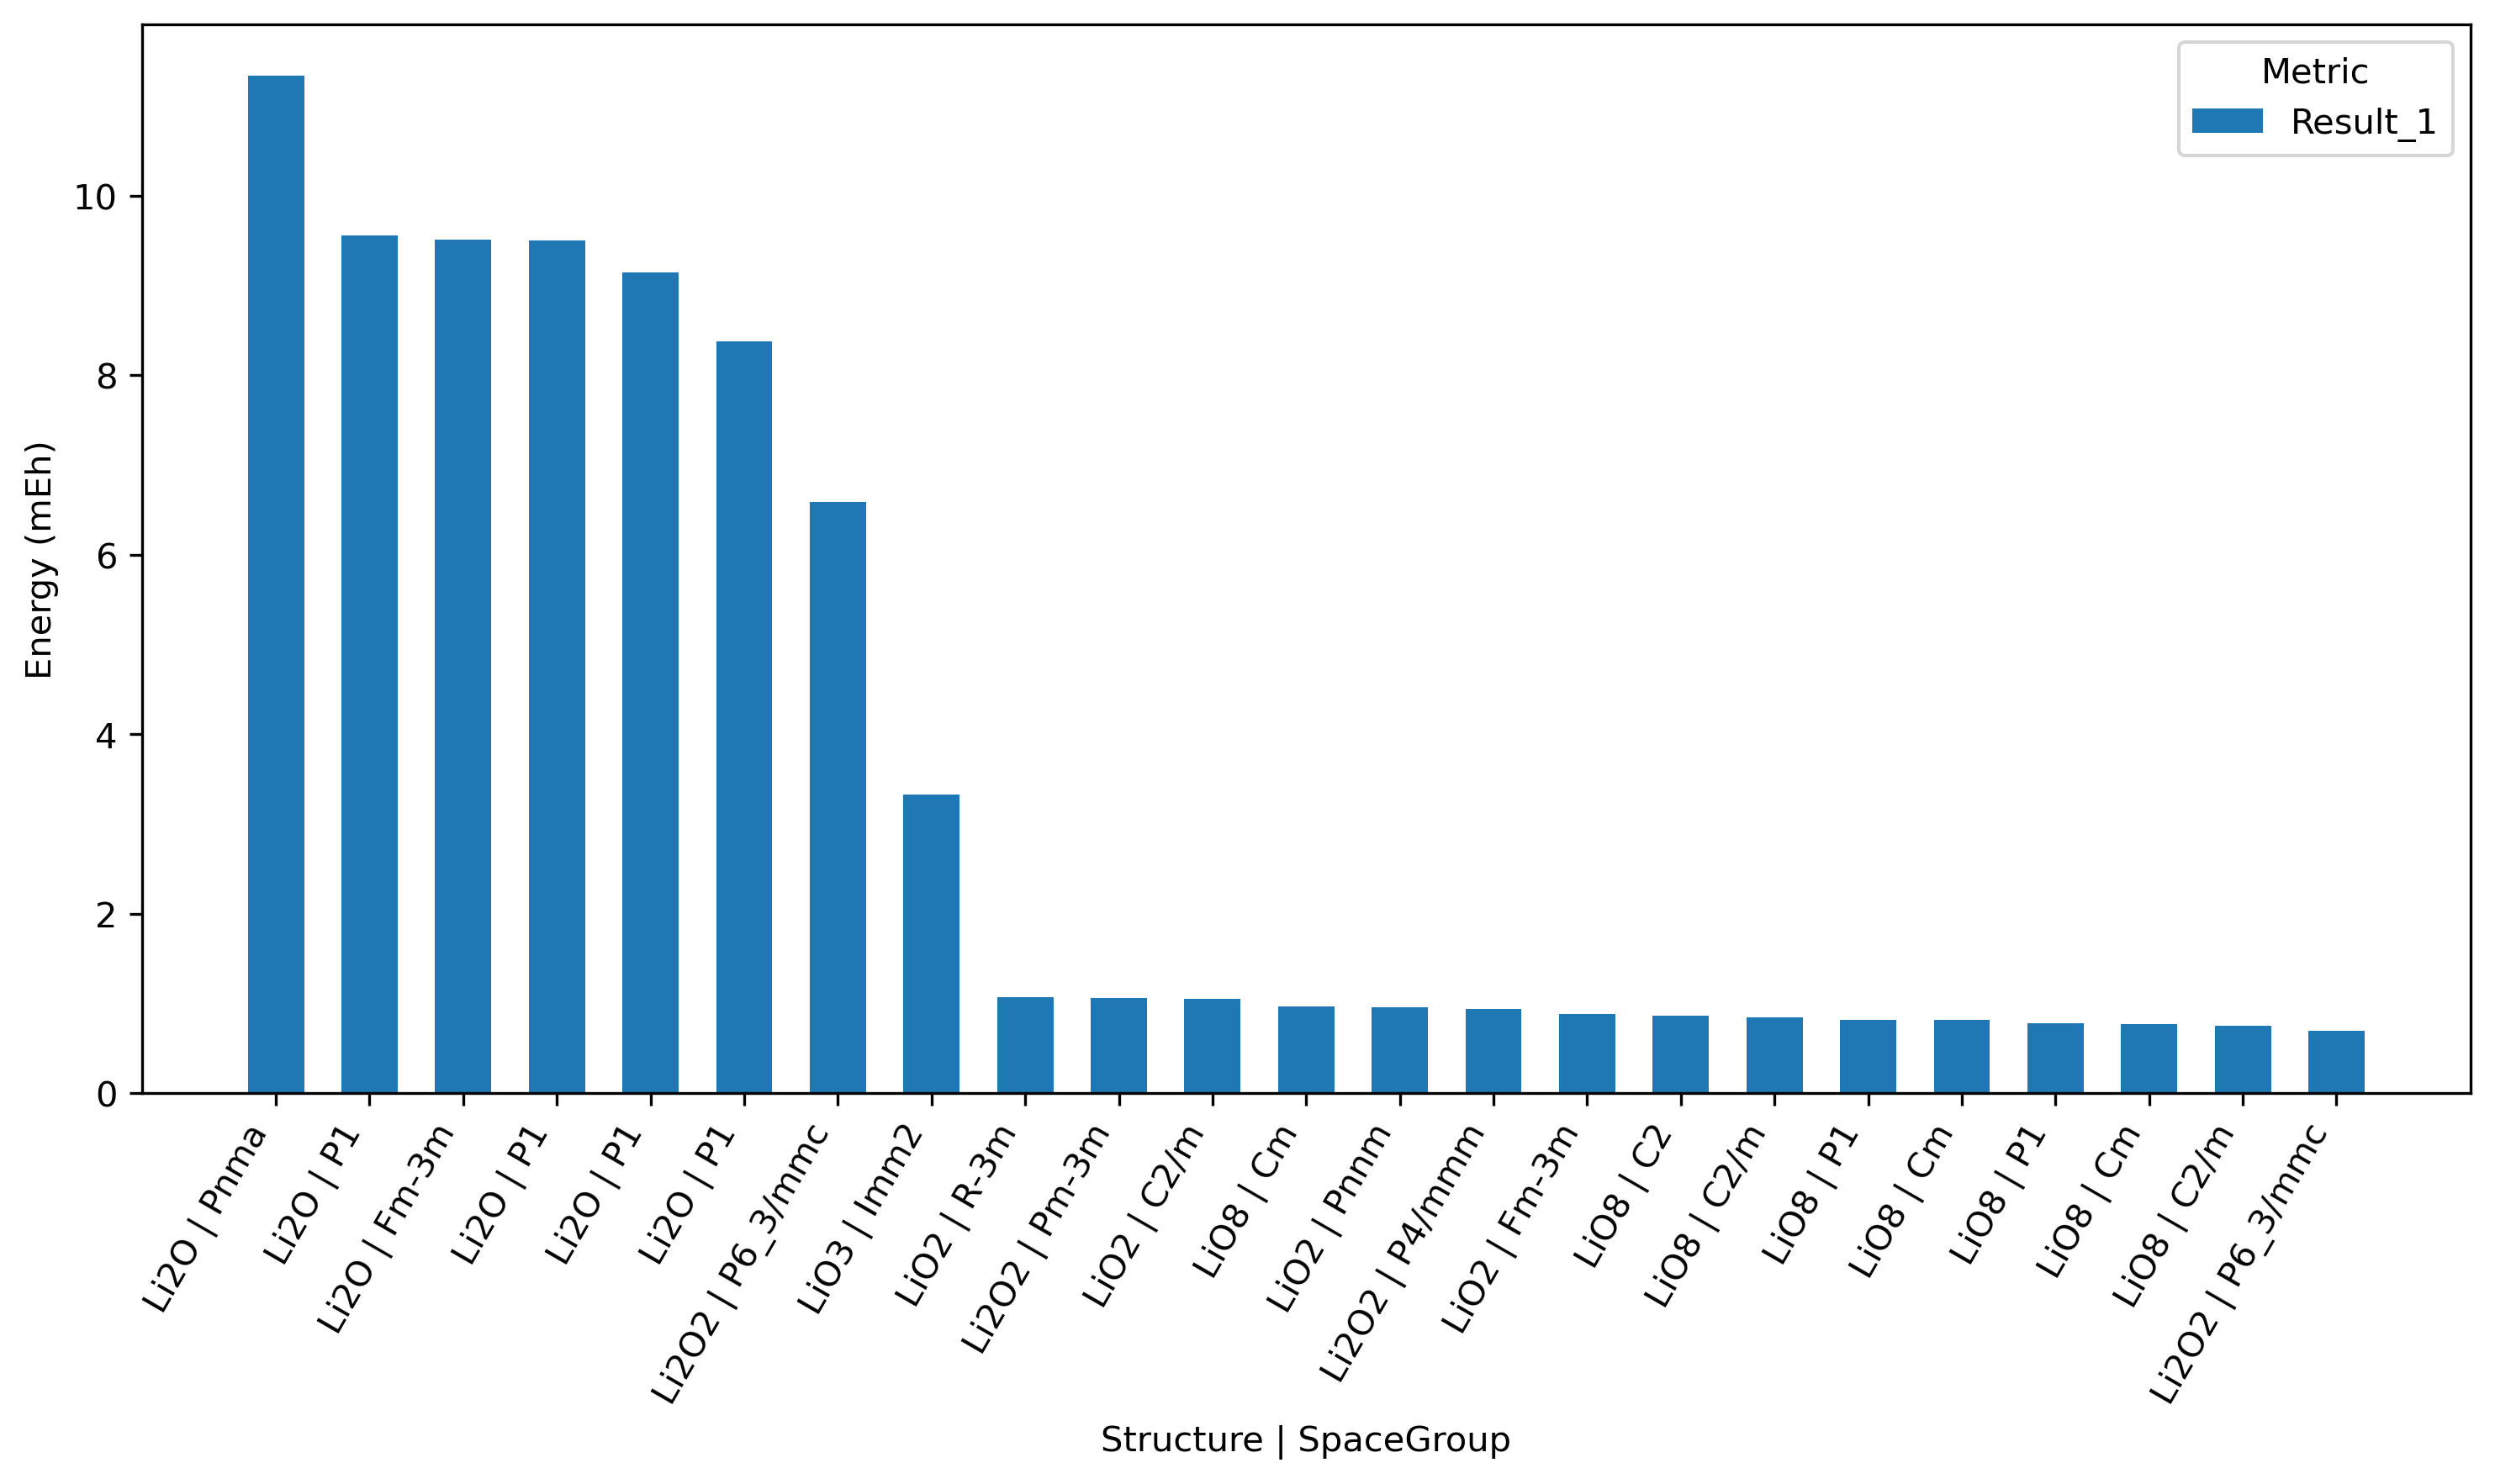 Metric
Result_1
Energy (mEh)
10
8
6
4
2
0
Li2O | Pnma
Li2O | P1
Li2O | Fm-3m
Li2O | P1
Li2O | P1
Li2O | P1
Li2O2 | P6_3/mmc
LiO3 | Imm2
LiO2 | R-3m
Li2O2 | Pm-3m
LiO2 | C2/m
LiO8 | Cm
LiO2 | Pnnm
Li2O2 | P4/mmm
LiO2 | Fm-3m
LiO8 | C2
LiO8 | C2/m
LiO8 | P1
LiO8 | Cm
LiO8 | P1
LiO8 | Cm
LiO8 | C2/m
Li2O2 | P6_3/mmc
Structure | SpaceGroup